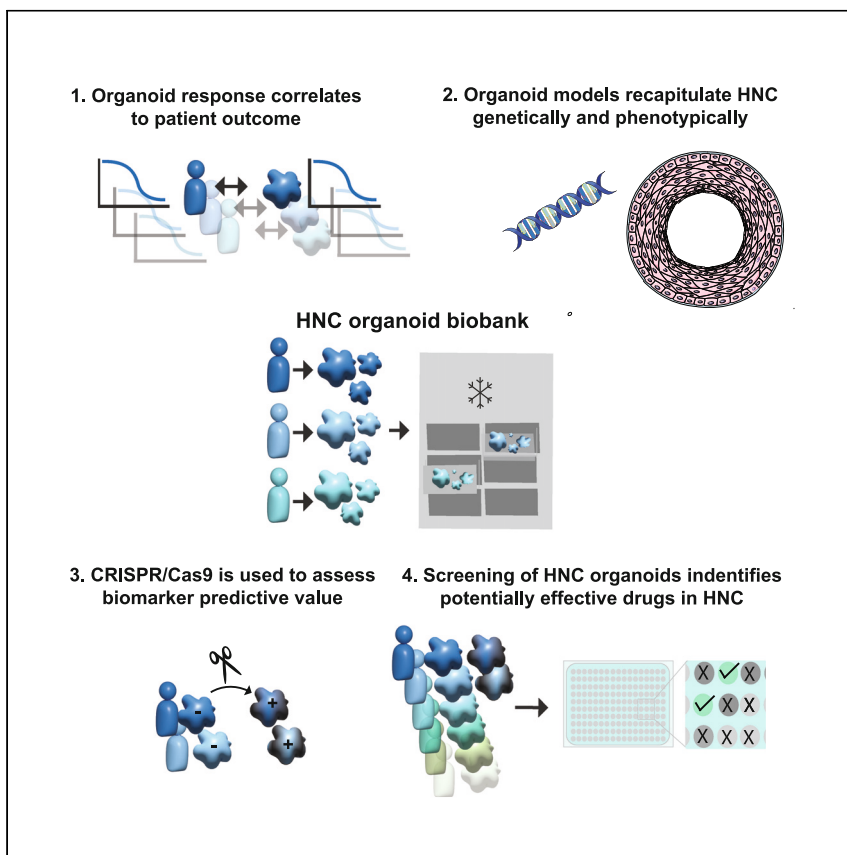 1. Organoid response correlates
to patient outcome
2. Organoid models recapitulate HNC
genetically and phenotypically
HNC organoid biobank
3. CRISPR/Cas9 is used to assess
biomarker predictive value
4. Screening of HNC organoids indentifies
potentially effective drugs in HNC
- +
- +
X ✓ X
✓ X X
X X X